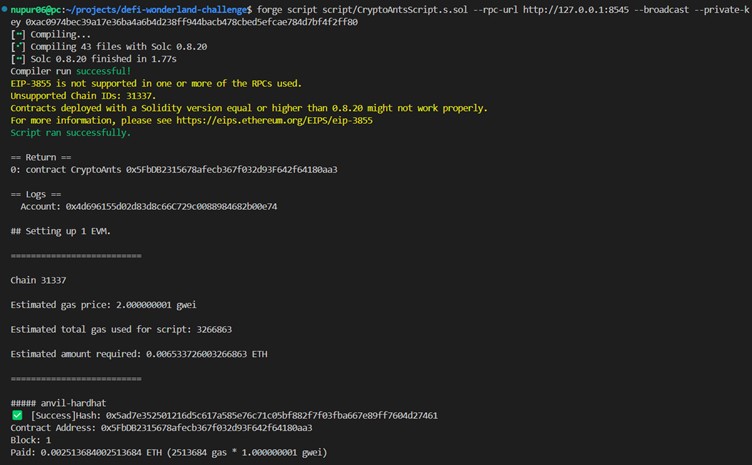 nupur06@pc:~/projects/defi-wonderland-challenge$ forge script script/CryptoAntsScript.s.sol --rpc-url http://127.0.0.1:8545 --broadcast --private-k
ey 0xac0974bec39a17e36ba4a6b4d238ff944bacb478cbed5efcae784d7bf4f2ff80
[⠒] Compiling...
[⠢] Compiling 43 files with Solc 0.8.20
[⠒] Solc 0.8.20 finished in 1.77s
Compiler run successful!
EIP-3855 is not supported in one or more of the RPCs used.
Unsupported Chain IDs: 31337.
Contracts deployed with a Solidity version equal or higher than 0.8.20 might not work properly.
For more information, please see https://eips.ethereum.org/EIPS/eip-3855
Script ran successfully.
== Return ==
0: contract CryptoAnts 0x5FbDB2315678afecb367f032d93F642f64180aa3
== Logs ==
Account: 0x4d696155d02d83d8c66C729c0088984682b00e74
## Setting up 1 EVM.
==========================
Chain 31337
Estimated gas price: 2.000000001 gwei
Estimated total gas used for script: 3266863
Estimated amount required: 0.006533726003266863 ETH
==========================
##### anvil-hardhat
✅ [Success]Hash: 0x5ad7e352501216d5c617a585e76c71c05bf882f7f03fba667e89ff7604d27461
Contract Address: 0x5FbDB2315678afecb367f032d93F642f64180aa3
Block: 1
Paid: 0.002513684002513684 ETH (2513684 gas * 1.000000001 gwei)